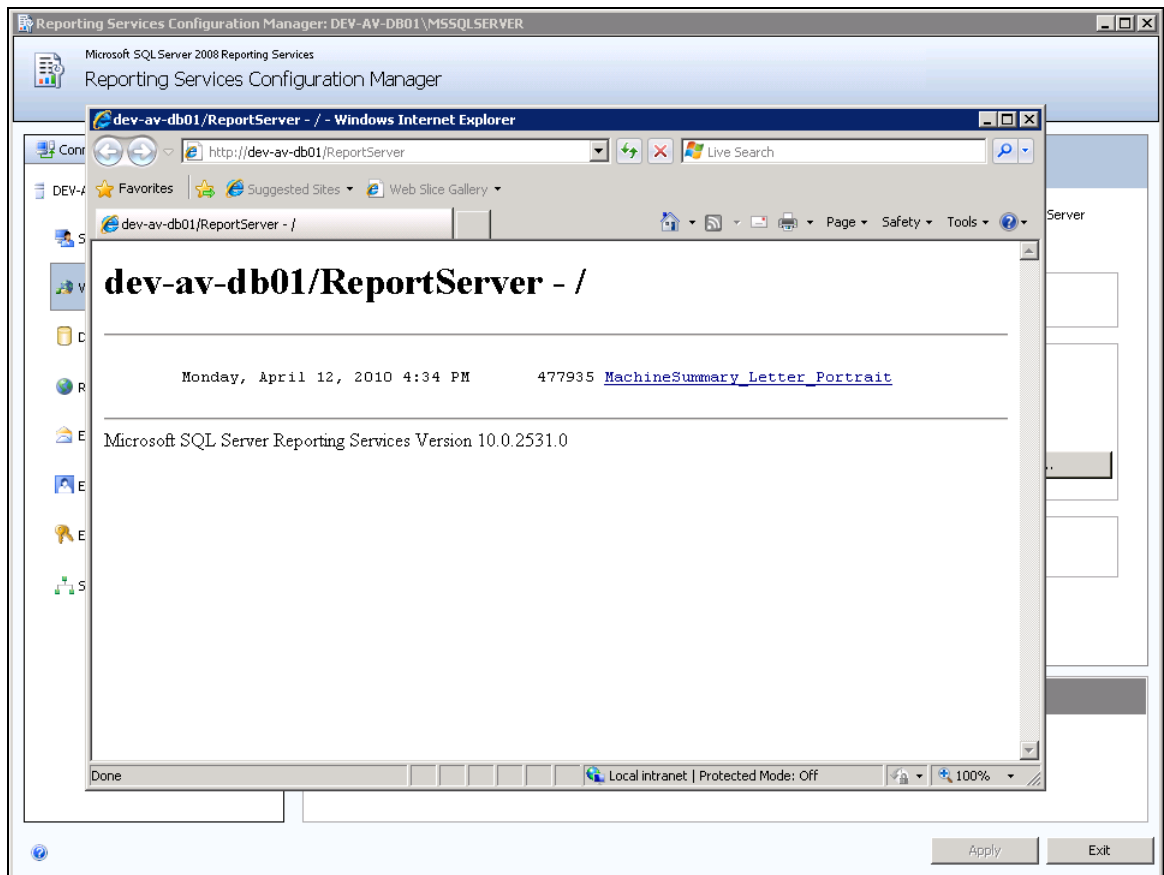 Reporting Services Configuration Manager: DEV-AV-DB01\MSSQLSERVER
Microsoft SQL Server 2008 Reporting Services
Reporting Services Configuration Manager
dev-av-db01/ReportServer - / - Windows Internet Explorer
http://dev-av-db01/ReportServer
Live Search
Favorites Suggested Sites Web Slice Gallery
dev-av-db01/ReportServer - /
Page Safety Tools
Server
dev-av-db01/ReportServer - /
Monday, April 12, 2010 4:34 PM 477935 MachineSummary_Letter_Portrait
Microsoft SQL Server Reporting Services Version 10.0.2531.0
Done Local intranet | Protected Mode: Off 100%
Apply Exit